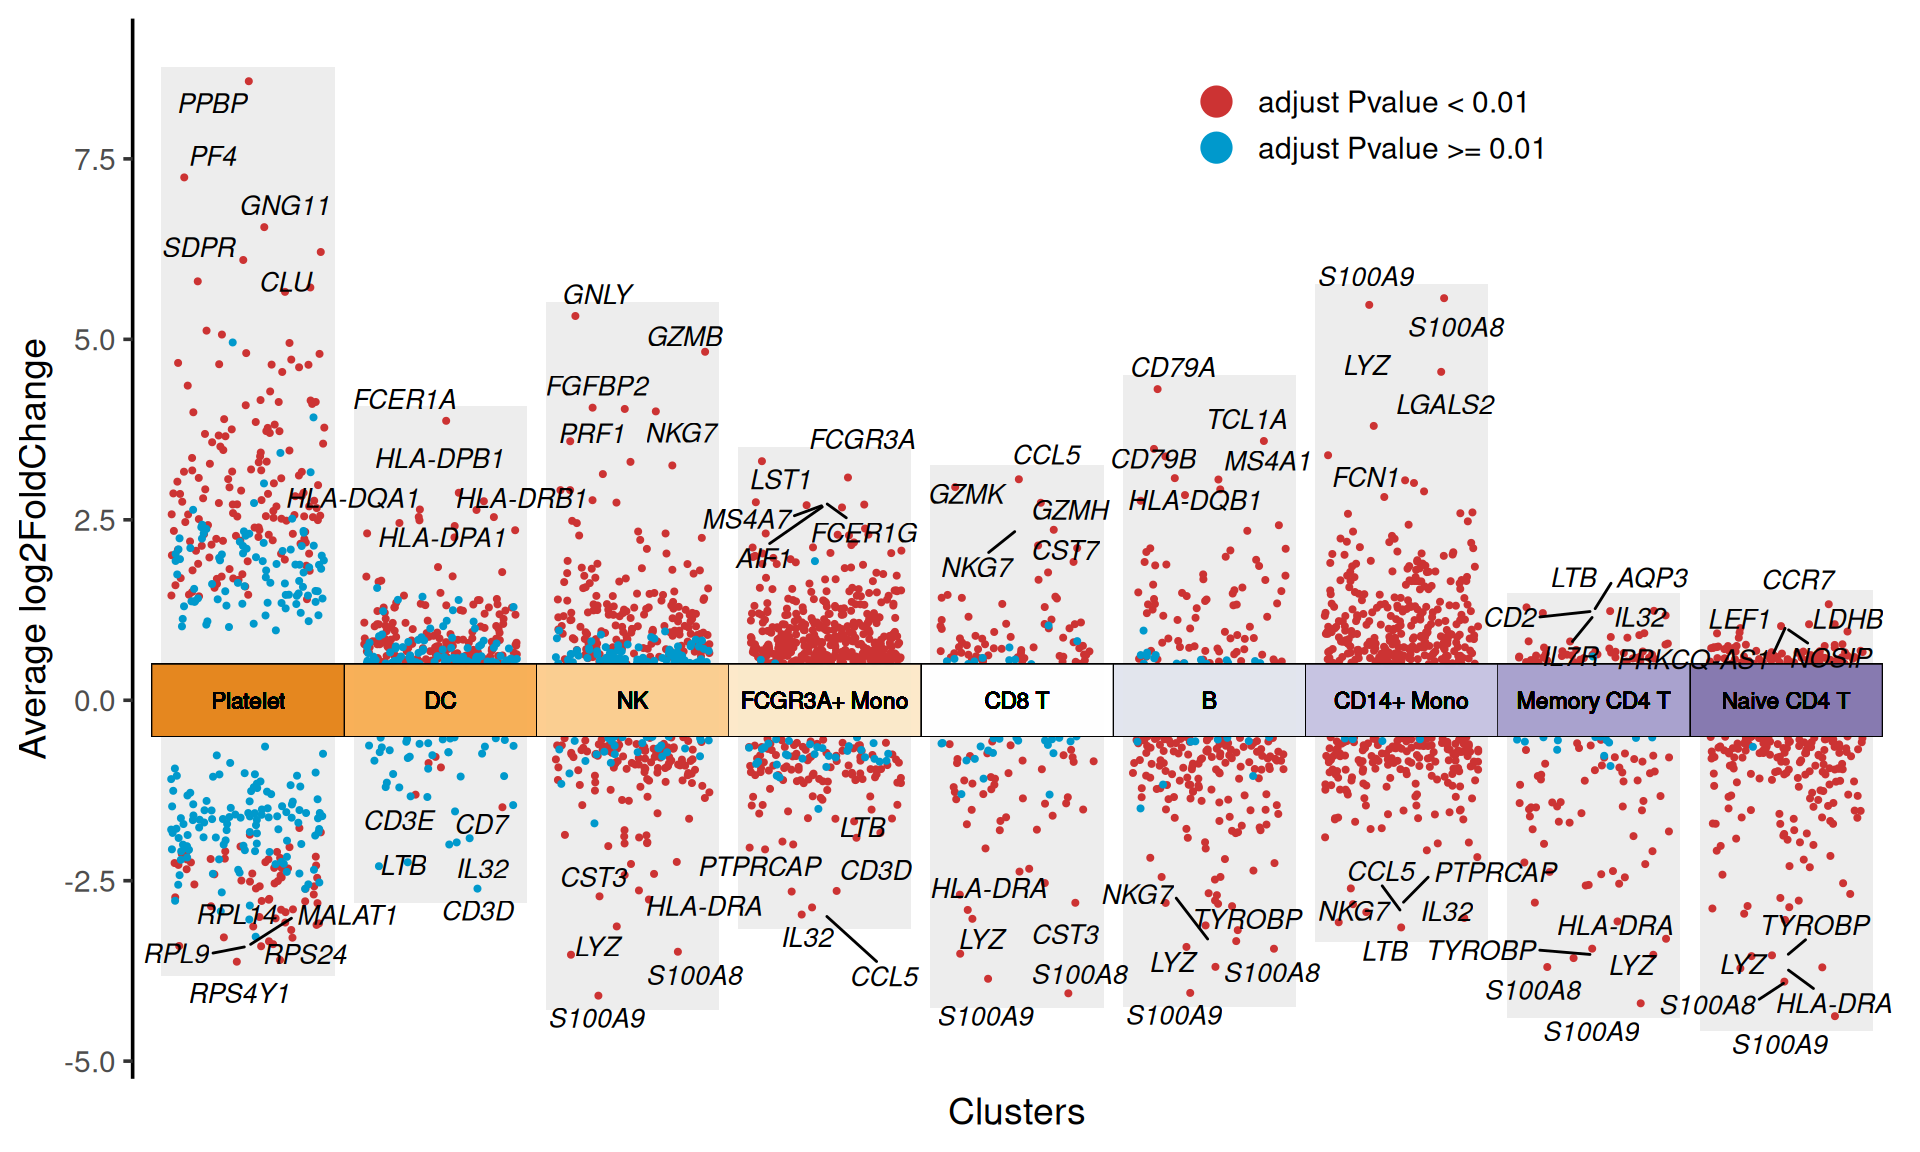 Average log2FoldChange
7.5
5.0
2.5
0.0
-2.5
-5.0
adjust Pvalue < 0.01
adjust Pvalue >= 0.01
PPBP
PF4
GNG11
SDPR
CLU
FCER1A
HLA-DPB1
HLA-DQA1
HLA-DRB1
HLA-DPA1
GNLY
GZMB
FGFBP2
PRF1
NKG7
FCGR3A
LST1
MS4A7
FCER1G
AIF1
CCL5
GZMK
GZMH
CST7
NKG7
CD79A
TCL1A
CD79B
MS4A1
HLA-DQB1
S100A9
S100A8
LYZ
LGALS2
FCN1
LTB
AQP3
CD2
IL32
IL7R
CCR7
LEF1
LDHB
PRKCQ-AS1
NOSIP
Platelet
DC
NK
FCGR3A+ Mono
CD8 T
B
CD14+ Mono
Memory CD4 T
Naive CD4 T
RPL14
MALAT1
RPL9
RPS24
RPS4Y1
CD3E
CD7
LTB
IL32
CD3D
CST3
HLA-DRA
LYZ
S100A8
S100A9
LTB
PTPRCAP
CD3D
IL32
CCL5
HLA-DRA
LYZ
CST3
S100A8
S100A9
NKG7
TYROBP
LYZ
S100A8
S100A9
CCL5
PTPRCAP
NKG7
IL32
LTB
HLA-DRA
TYROBP
LYZ
S100A8
S100A9
TYROBP
LYZ
S100A8
HLA-DRA
S100A9
Clusters